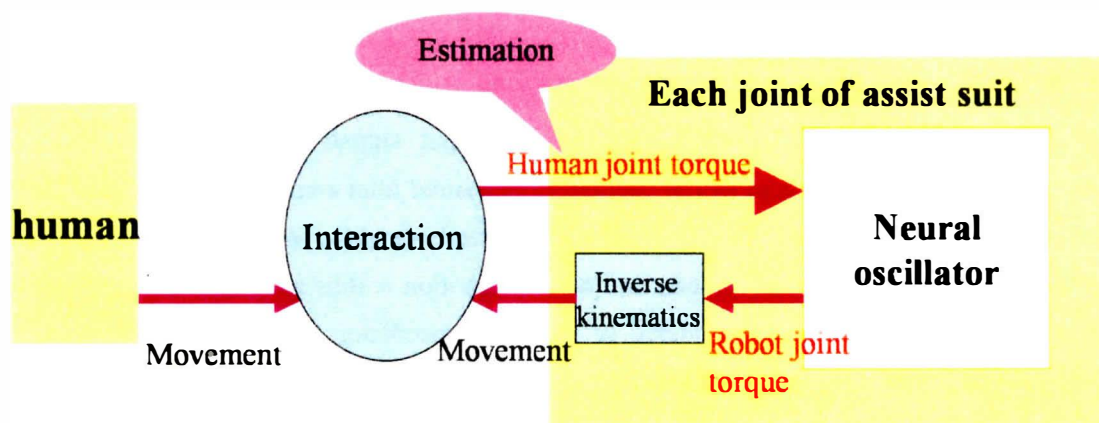 Estimation
Each joint of assist suit
Human joint torque
human
Interaction
Neural
oscillator
Inverse
kinematics
Movement
Movement
Robot joint
torque